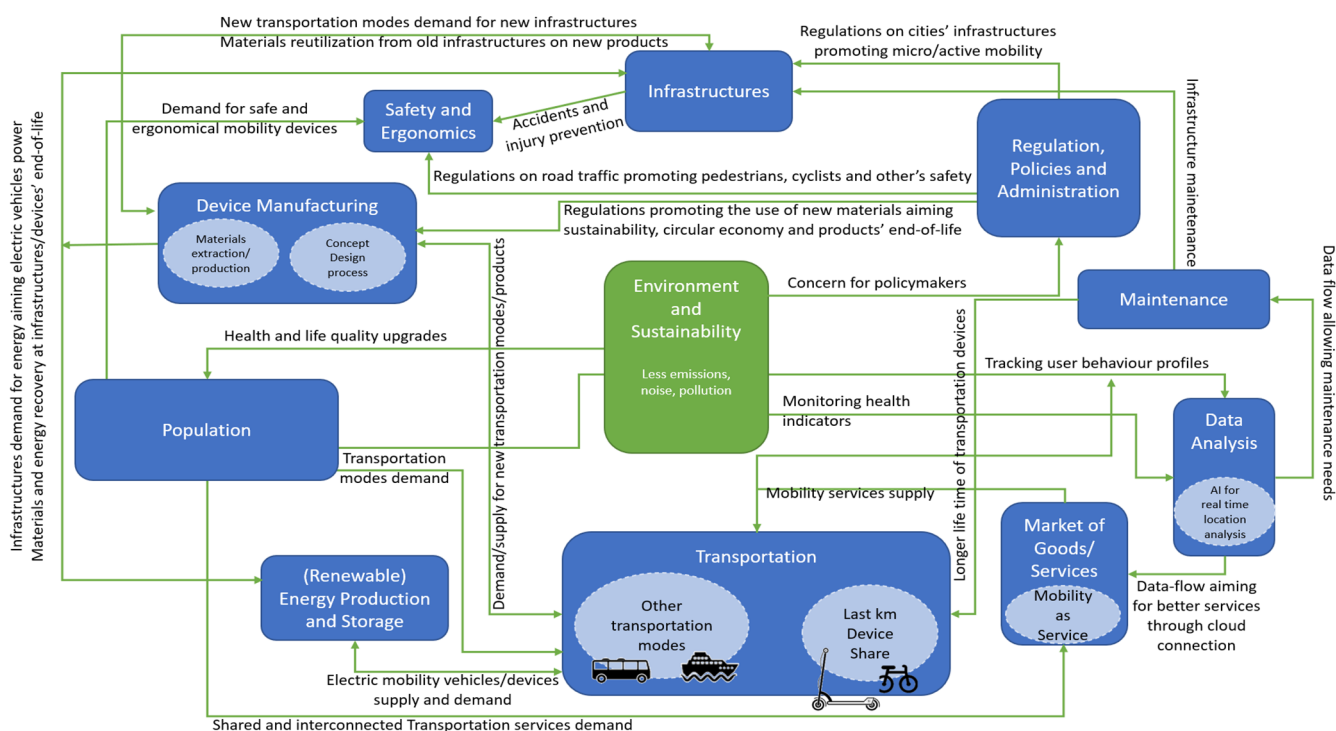 New transportation modes demand for new infrastructures
Materials reutilization from old infrastructures on new products
Regulations on cities' infrastructures
promoting micro/active mobility
Infrastructures
Safety and
Ergonomics
Demand for safe and
ergonomical mobility devices
Accidents and
injury prevention
Infrastructure mainetenance
Regulation,
Policies and
Administration
Regulations on road traffic promoting pedestrians, cyclists and other's safety
Device Manufacturing
Materials
extraction/
production
Concept
Design
process
Regulations promoting the use of new materials aiming
sustainability, circular economy and products' end-of-life
Infrastructures demand for energy aiming electric vehicles power
Materials and energy recovery at infrastructures/devices' end-of-life
Demand/supply for new transportation modes/products
Environment
and
Sustainability
Less emissions,
noise, pollution
Concern for policymakers
Maintenance
Data flow allowing maintenance needs
Health and life quality upgrades
Longer life time of transportation devices
Tracking user behaviour profiles
Population
Monitoring health
indicators
Data
Analysis
AI for
real time
location
analysis
Transportation
modes demand
Mobility services supply
Market of
Goods/
Services
Mobility
as
Service
Transportation
Other
transportation
modes
Last km
Device
Share
(Renewable)
Energy Production
and Storage
Data-flow aiming
for better services
through cloud
connection
Electric mobility vehicles/devices
supply and demand
Shared and interconnected Transportation services demand